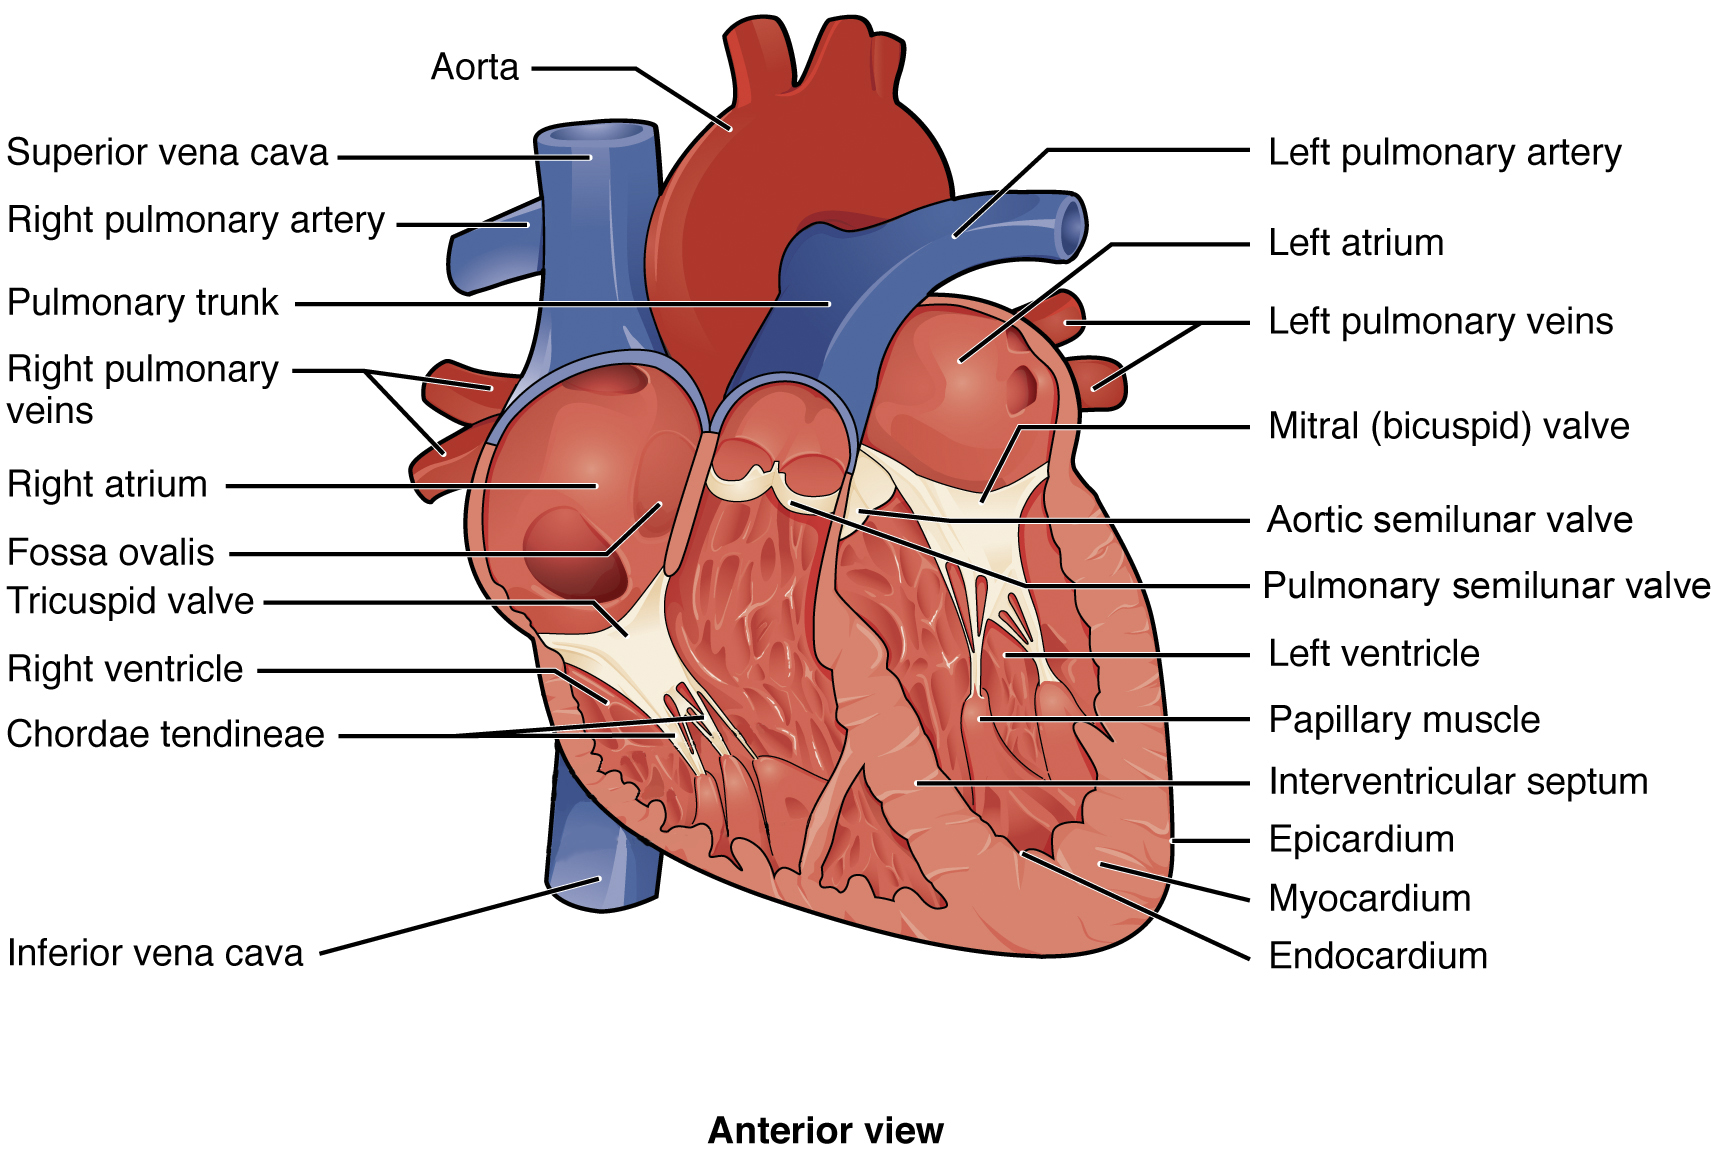 Aorta
Superior vena cava
Right pulmonary artery
Pulmonary trunk
Right pulmonary
veins
Right atrium
Fossa ovalis
Tricuspid valve
Right ventricle
Chordae tendineae
Inferior vena cava
Left pulmonary artery
Left atrium
Left pulmonary veins
Mitral (bicuspid) valve
Aortic semilunar valve
Pulmonary semilunar valve
Left ventricle
Papillary muscle
Interventricular septum
Epicardium
Myocardium
Endocardium
Anterior view